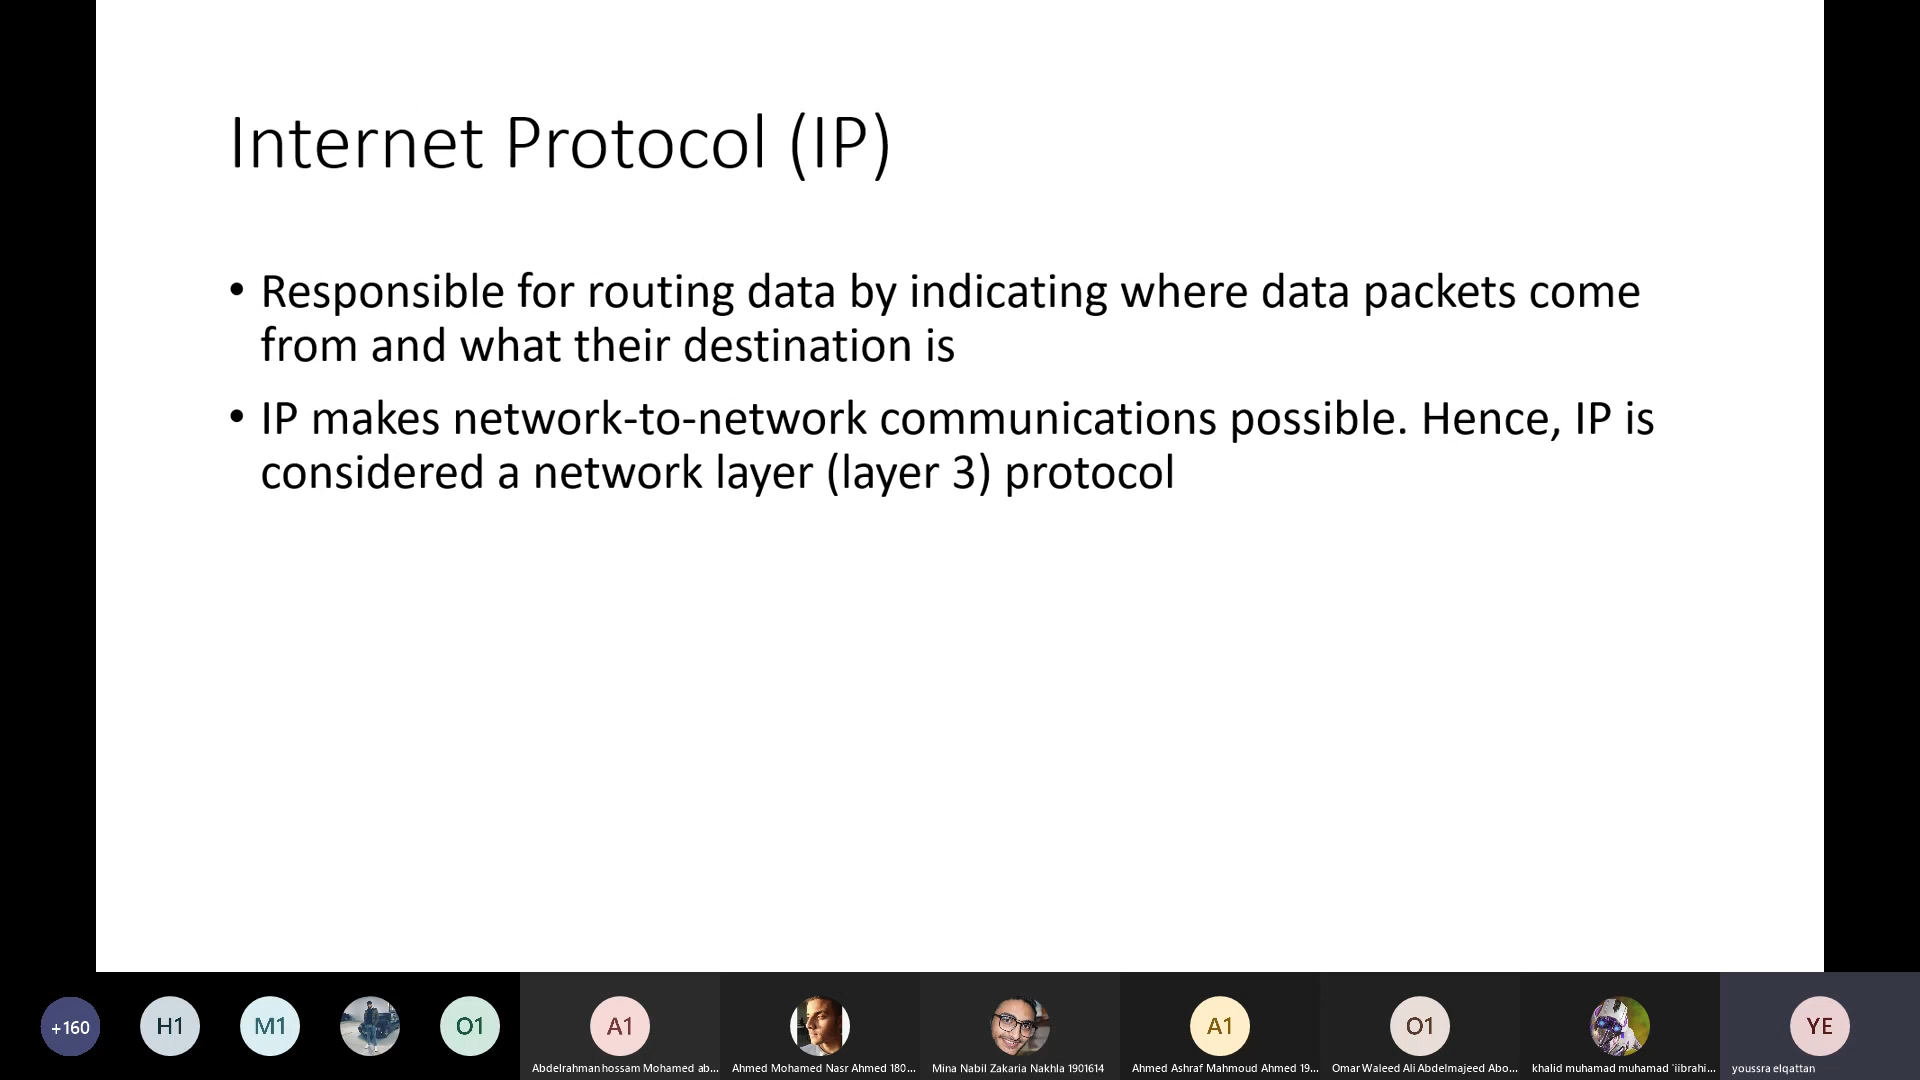 Internet Protocol (IP)
• Responsible for routing data by indicating where data packets come
from and what their destination is
• IP makes network-to-network communications possible. Hence, IP is
considered a network layer (layer 3) protocol
+160
H1
M1
O1
A1
A1
O1
YE
Abdelrahman hossam Mohamed ab...
Ahmed Mohamed Nasr Ahmed 180...
Mina Nabil Zakaria Nakhla 1901614
Ahmed Ashraf Mahmoud Ahmed 19...
Omar Waleed Ali Abdelmajeed Abo...
khalid muhamad muhamad `iibrahi...
youssra elqattan